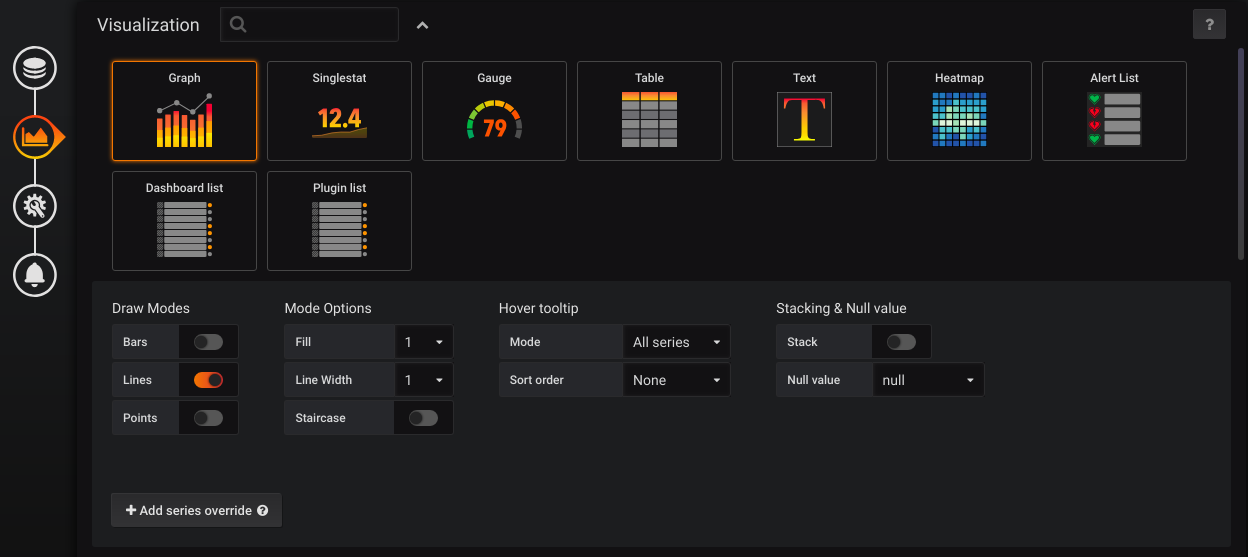 Visualization
?
Graph
Singlestat
Gauge
Table
Text
Heatmap
Alert List
12.4
79
T
Dashboard list
Plugin list
Draw Modes
Mode Options
Hover tooltip
Stacking & Null value
Bars
Fill
1
Mode
All series
Stack
Lines
Line Width
1
Sort order
None
Null value
null
Points
Staircase
+ Add series override ?